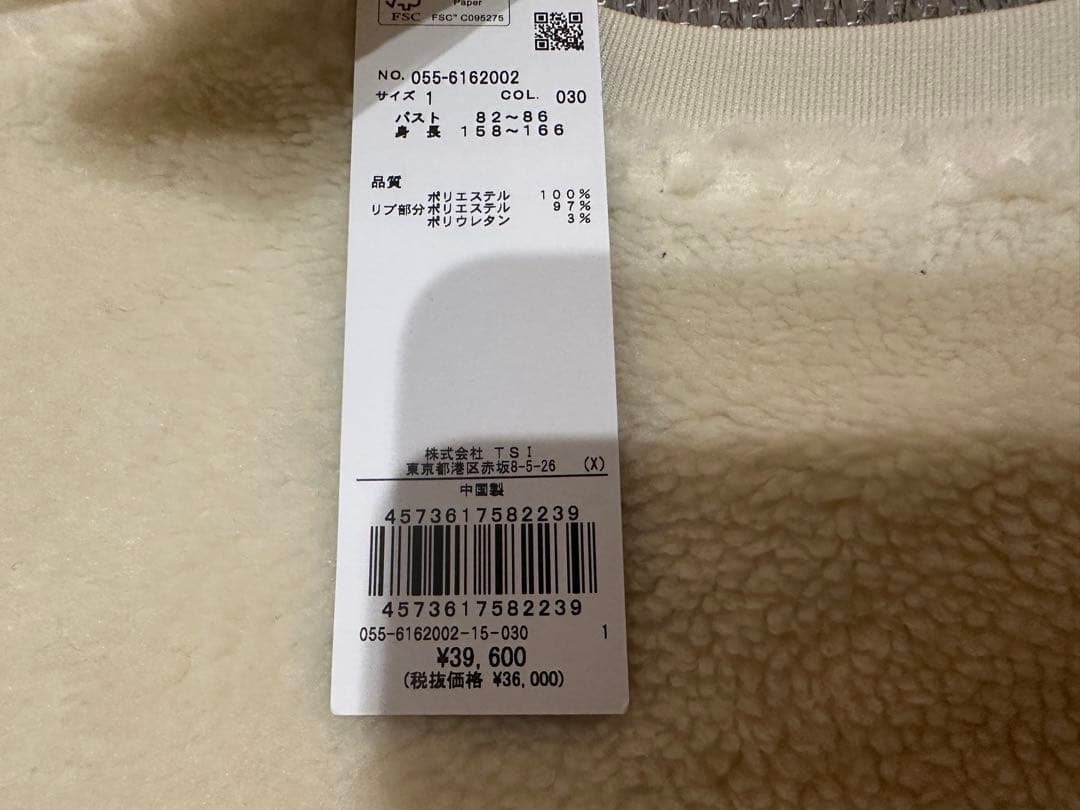 Paper
FSC FSC™ C095275
NO. 055-6162002
サイズ 1 COL. 030
バスト 82~86
身長 158~166
品質
ポリエステル 100%
リブ部分ポリエステル 97%
ポリウレタン 3%
株式会社 TSI
東京都港区赤坂8-5-26 (X)
中国製
4573617582239
4573617582239
055-6162002-15-030 1
¥39,600
(税抜価格 ¥36,000)